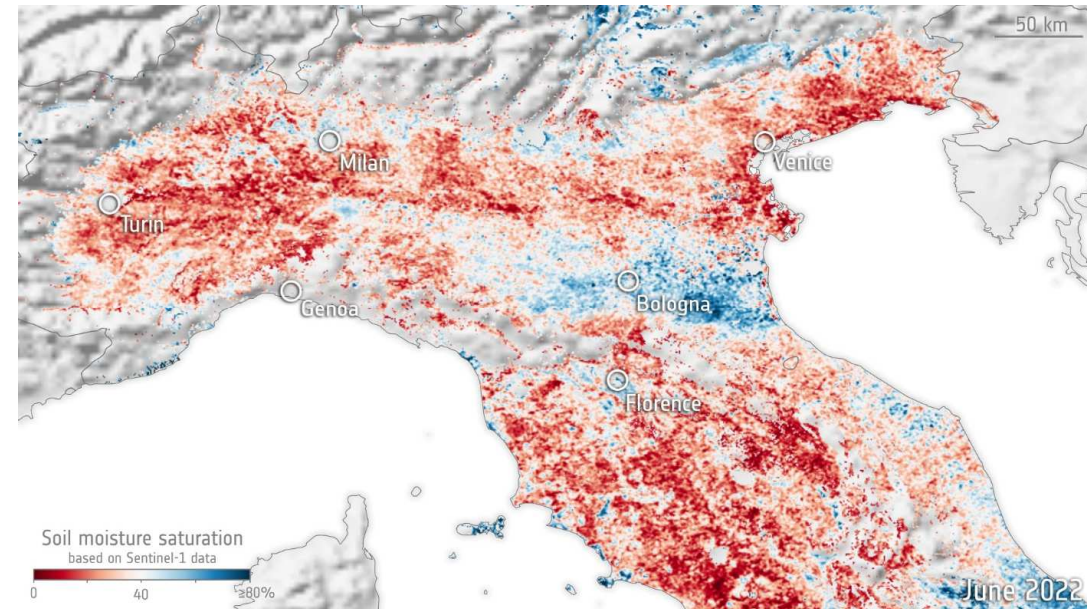 50 km
Milan
Venice
Turin
Genoa
Bologna
Florence
Soil moisture saturation
based on Sentinel-1 data
0 40 ≥80%
June 2022